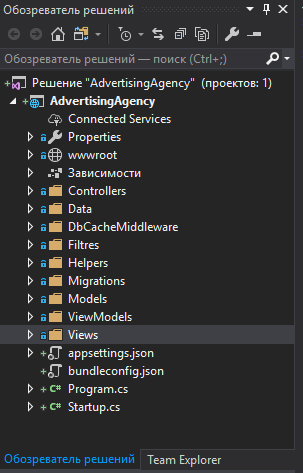 Обозреватель решений
Обозреватель решений — поиск (Ctrl+;)
Решение "AdvertisingAgency" (проектов: 1)
AdvertisingAgency
Connected Services
Properties
wwwroot
Зависимости
Controllers
Data
DbCacheMiddleware
Filtres
Helpers
Migrations
Models
ViewModels
Views
appsettings.json
bundleconfig.json
C# Program.cs
C# Startup.cs
Обозреватель решений Team Explorer